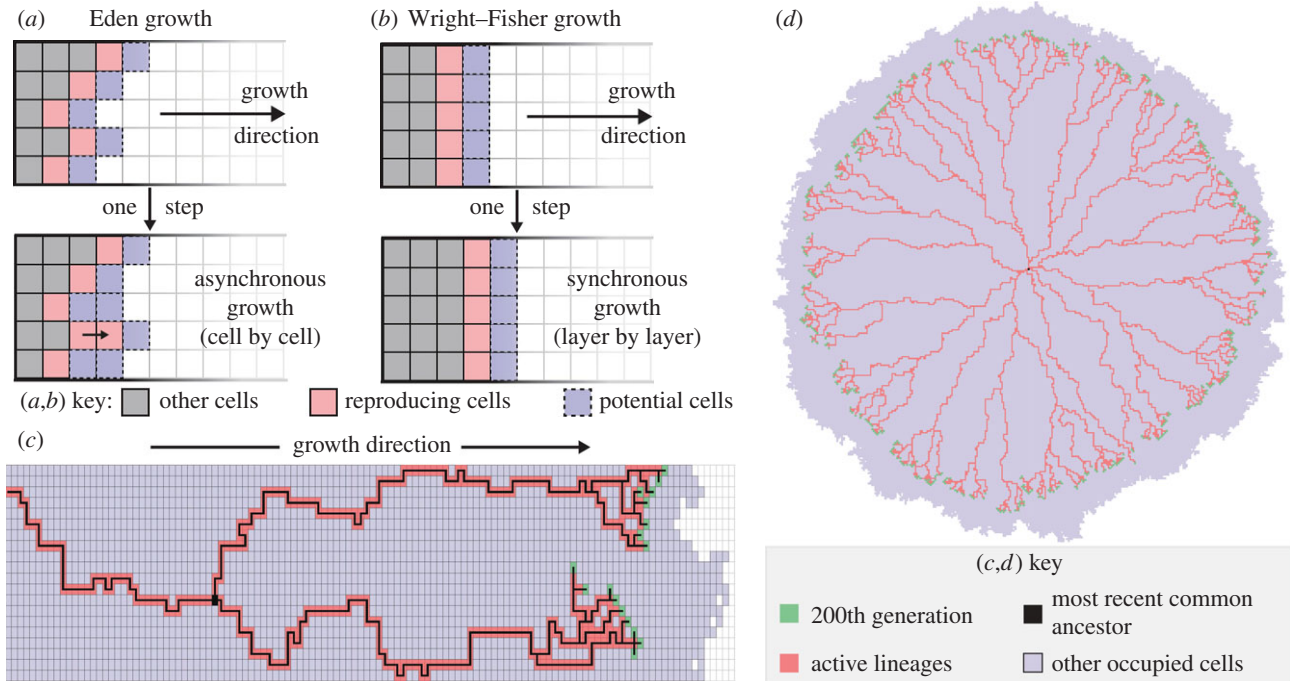 (a) Eden growth
growth
direction
one step
asynchronous
growth
(cell by cell)
(b) Wright–Fisher growth
growth
direction
one step
synchronous
growth
(layer by layer)
(a,b) key: other cells reproducing cells potential cells
(c) growth direction
(d)
(c,d) key
200th generation
most recent common
ancestor
active lineages
other occupied cells